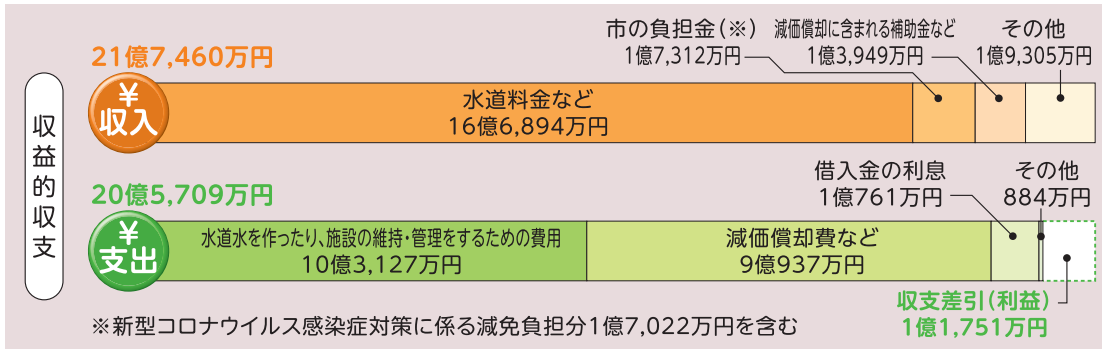 収益的収支
21億7,460万円
¥
収入
水道料金など
16億6,894万円
市の負担金(※)
1億7,312万円
減価償却に含まれる補助金など
1億3,949万円
その他
1億9,305万円
20億5,709万円
¥
支出
水道水を作ったり、施設の維持・管理をするための費用
10億3,127万円
減価償却費など
9億937万円
借入金の利息
1億761万円
その他
884万円
収支差引(利益)
1億1,751万円
※新型コロナウイルス感染症対策に係る減免負担分1億7,022万円を含む